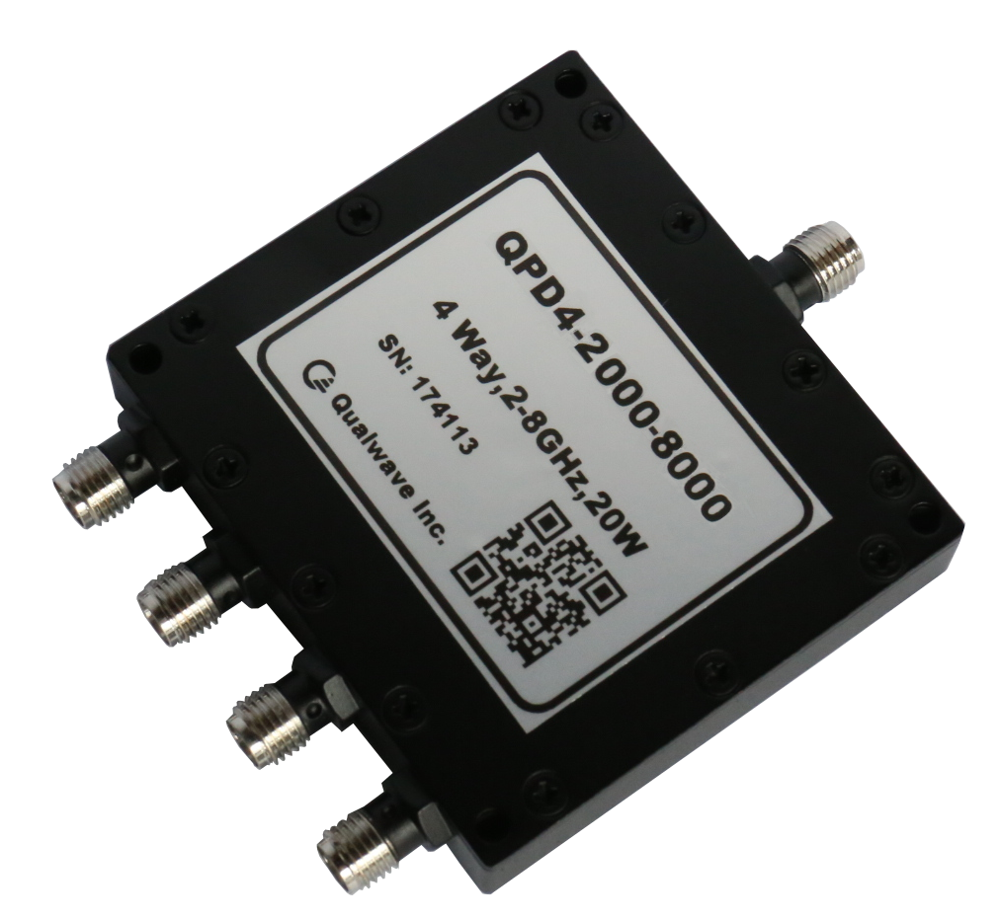 QPD4-2000-8000
4 Way,2-8GHz,20W
SN: 174113
Qualwave Inc.